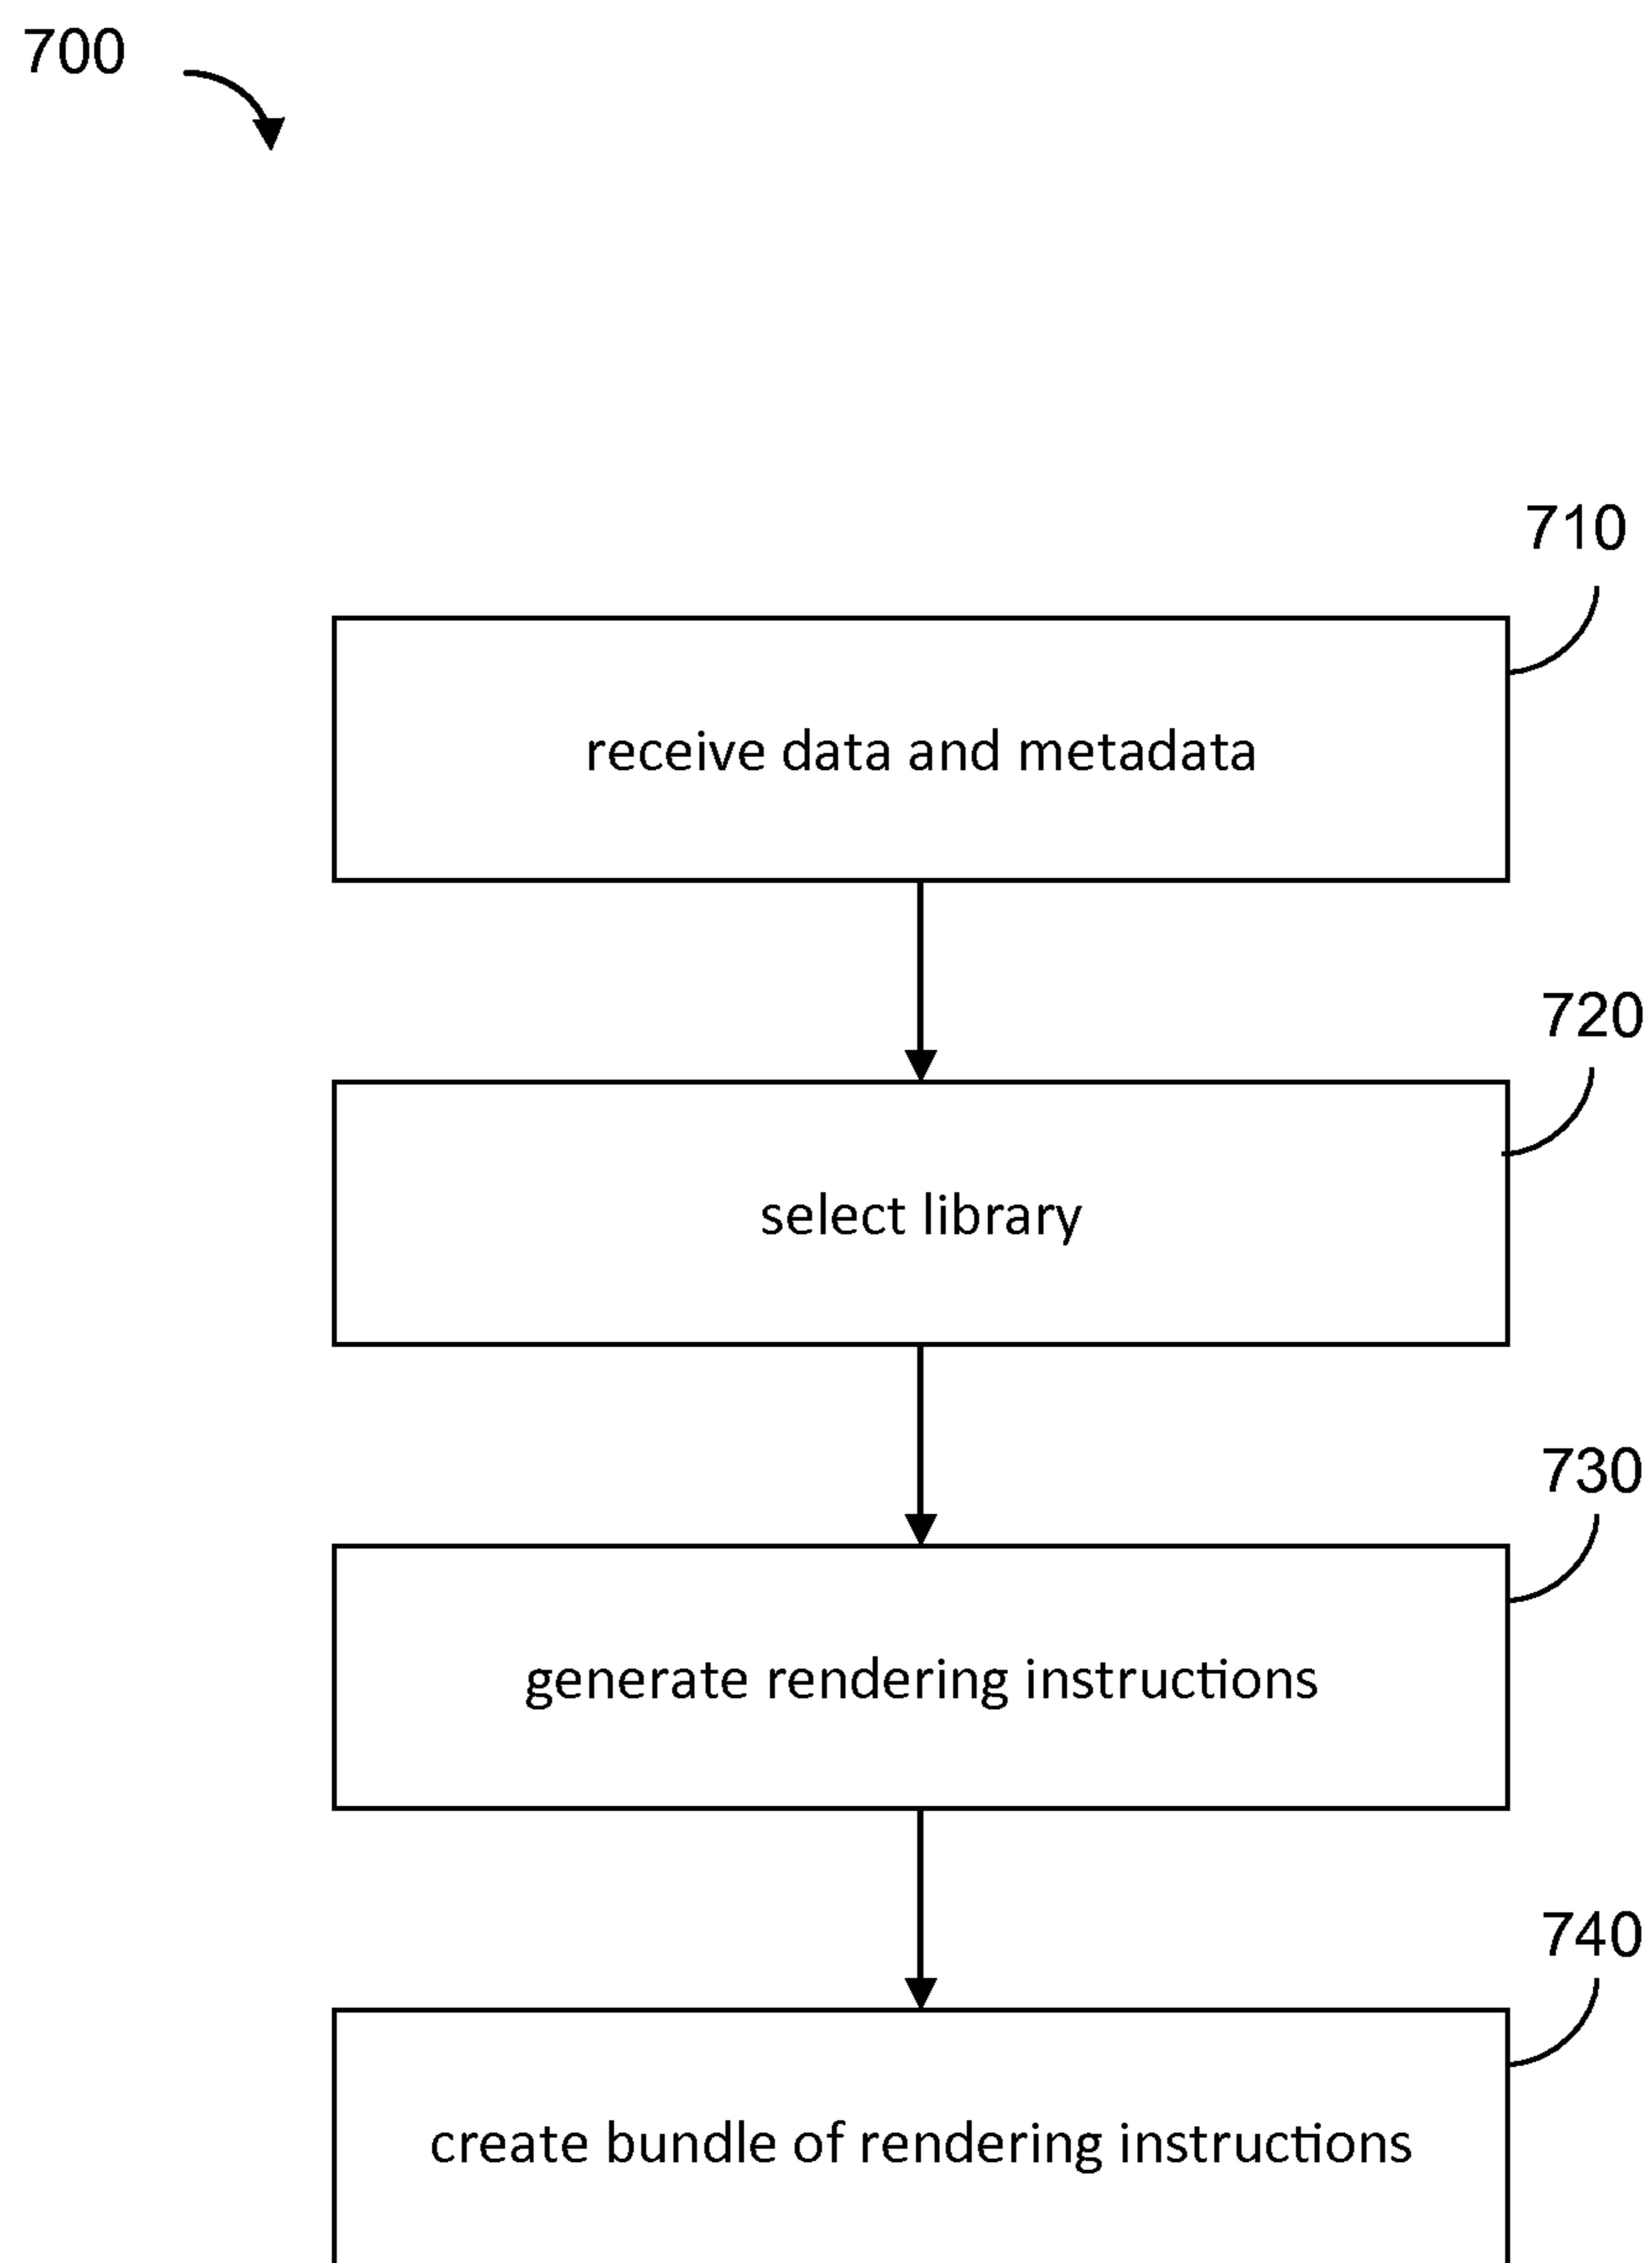 700
710
receive data and metadata
720
select library
730
generate rendering instructions
740
create bundle of rendering instructions